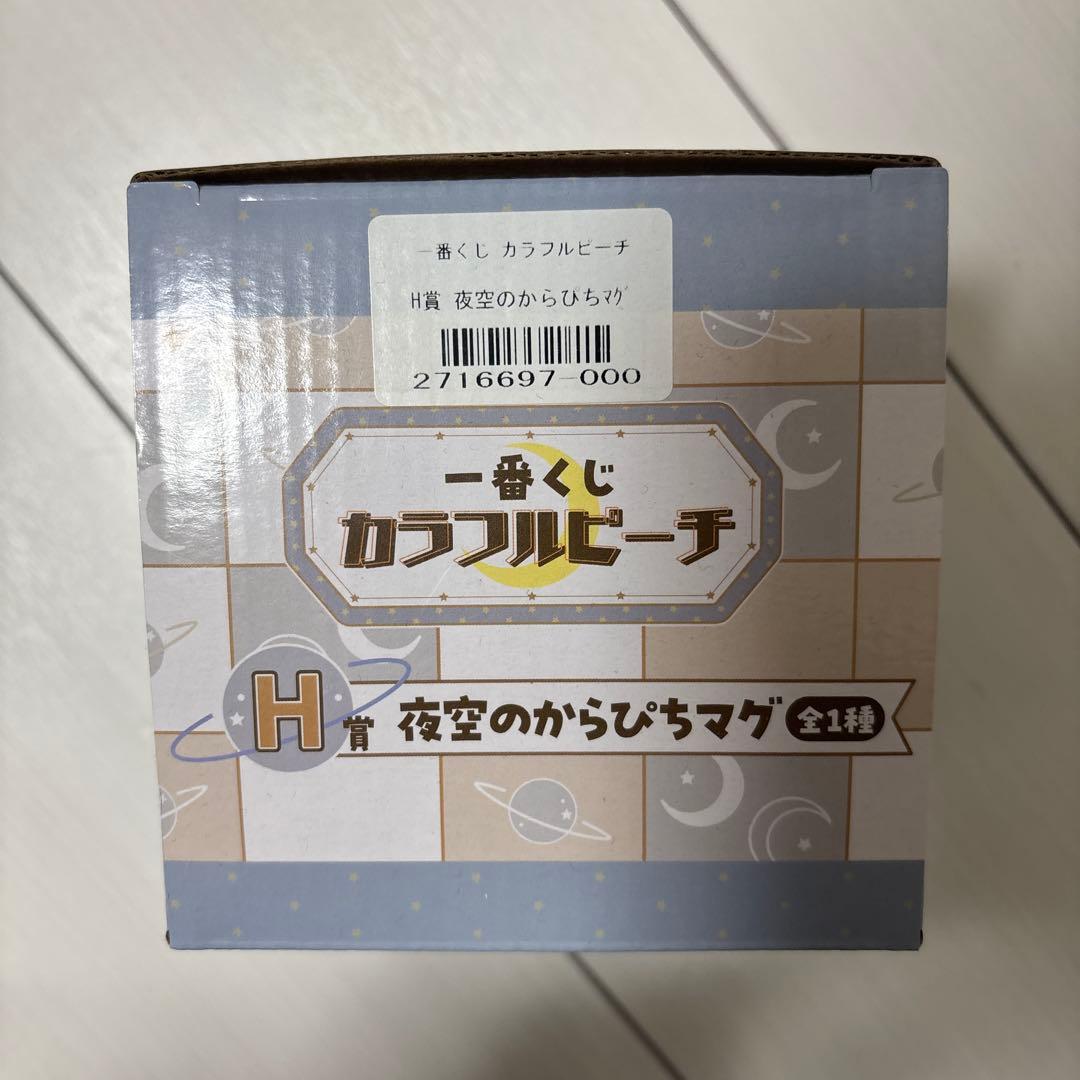 一番くじ カラフルピーチ
H賞 夜空のからぴちﾏｸﾞ
2716697-000
一番くじ
カラフルピーチ
H賞 夜空のからぴちマグ 全1種